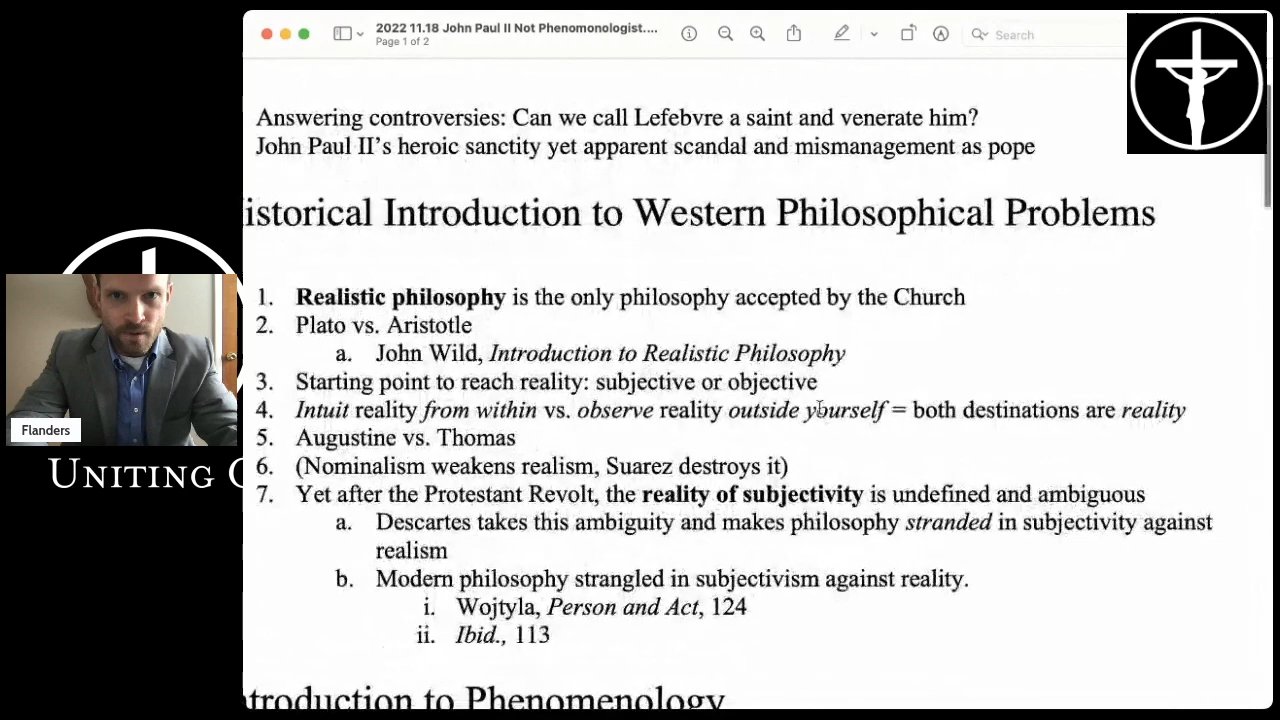 2022 11.18 John Paul II Not Phenomonologist....
Page 1 of 2
Search
Answering controversies: Can we call Lefebvre a saint and venerate him?
John Paul II's heroic sanctity yet apparent scandal and mismanagement as pope
istorical Introduction to Western Philosophical Problems
1. Realistic philosophy is the only philosophy accepted by the Church
2. Plato vs. Aristotle
a. John Wild, Introduction to Realistic Philosophy
3. Starting point to reach reality: subjective or objective
4. Intuit reality from within vs. observe reality outside yourself = both destinations are reality
5. Augustine vs. Thomas
6. (Nominalism weakens realism, Suarez destroys it)
7. Yet after the Protestant Revolt, the reality of subjectivity is undefined and ambiguous
a. Descartes takes this ambiguity and makes philosophy stranded in subjectivity against
realism
b. Modern philosophy strangled in subjectivism against reality.
i. Wojtyla, Person and Act, 124
ii. Ibid., 113
troduction to Phenomenology
Flanders
UNITING